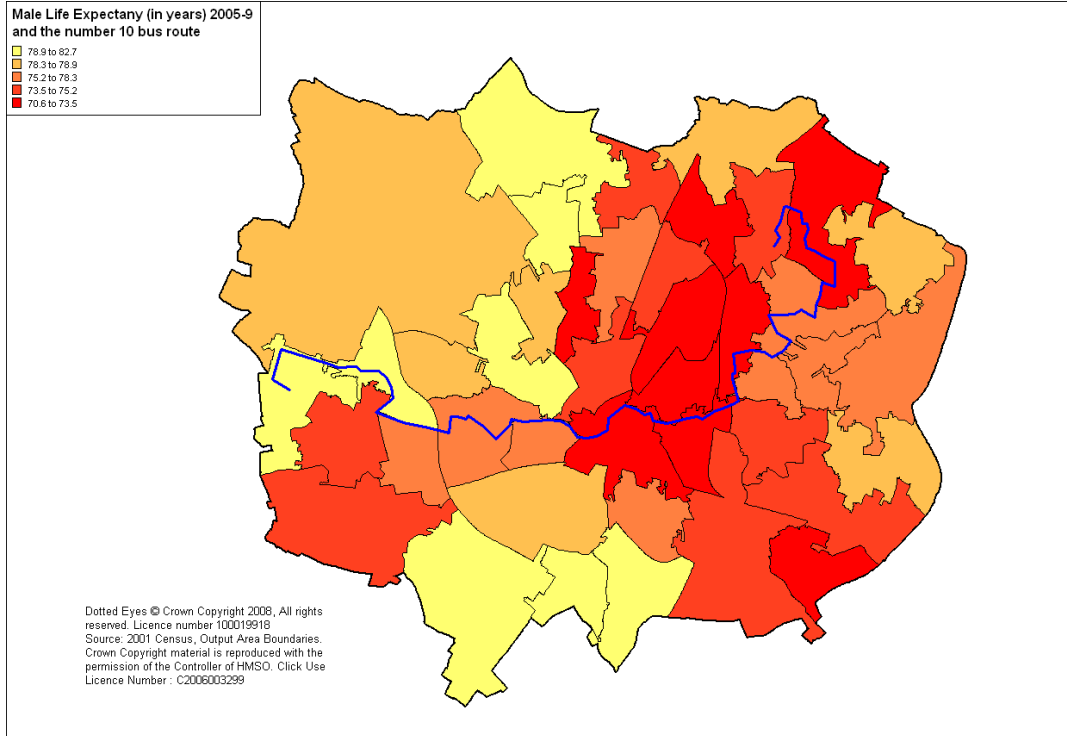 Male Life Expectany (in years) 2005-9
and the number 10 bus route
78.9 to 82.7
78.3 to 78.9
75.2 to 78.3
73.5 to 75.2
70.6 to 73.5
Dotted Eyes © Crown Copyright 2008, All rights
reserved. Licence number 100019918
Source: 2001 Census, Output Area Boundaries.
Crown Copyright material is reproduced with the
permission of the Controller of HMSO. Click Use
Licence Number : C2006003299